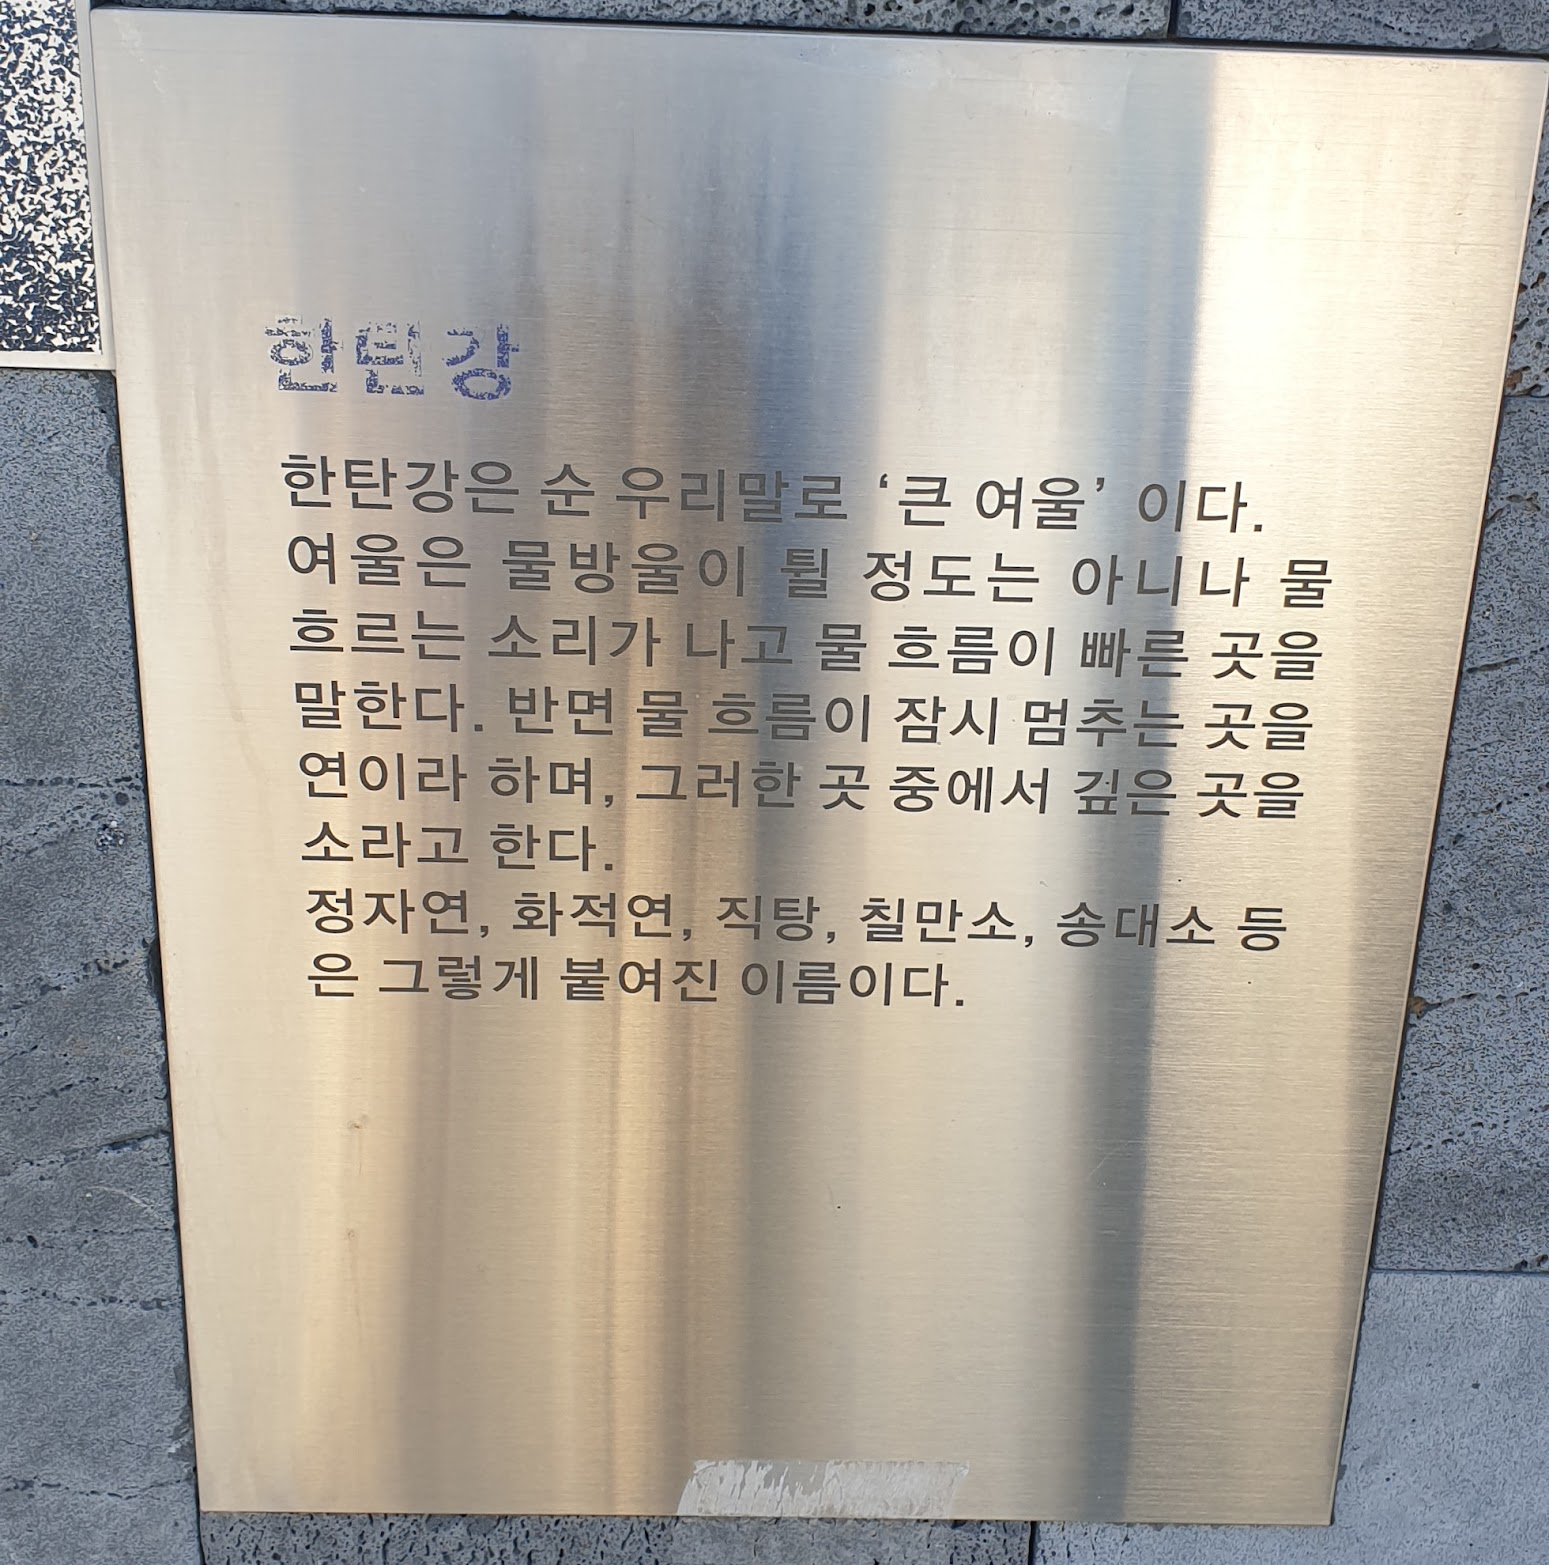 한탄강
한탄강은 순 우리말로 ‘큰 여울’ 이다.
여울은 물방울이 튈 정도는 아니나 물
흐르는 소리가 나고 물 흐름이 빠른 곳을
말한다. 반면 물 흐름이 잠시 멈추는 곳을
연이라 하며, 그러한 곳 중에서 깊은 곳을
소라고 한다.
정자연, 화적연, 직탕, 칠만소, 송대소 등
은 그렇게 붙여진 이름이다.